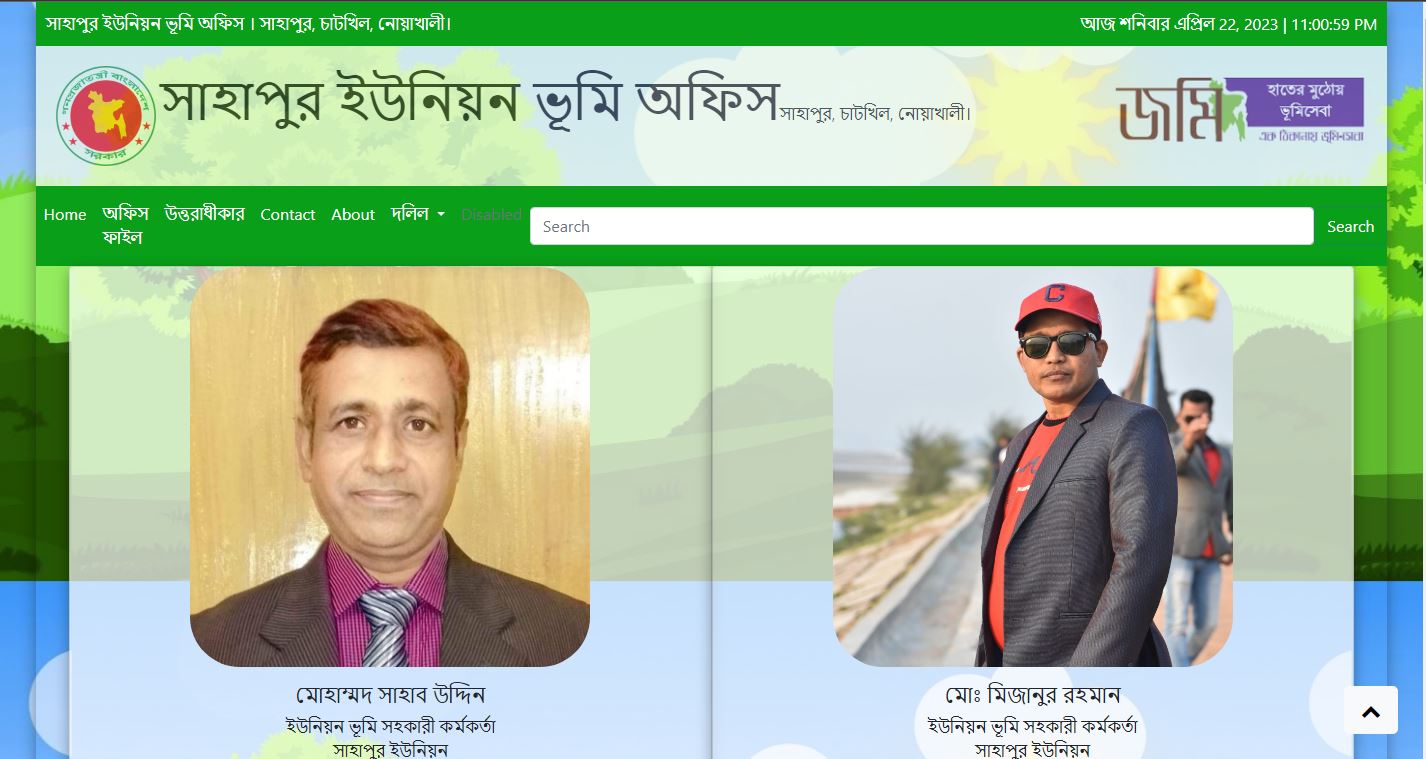 সাহাপুর ইউনিয়ন ভূমি অফিস । সাহাপুর, চাটখিল, নোয়াখালী।
আজ শনিবার এপ্রিল 22, 2023 | 11:00:59 PM
গণপ্রজাতন্ত্রী বাংলাদেশ
সরকার
সাহাপুর ইউনিয়ন ভূমি অফিস সাহাপুর, চাটখিল, নোয়াখালী।
জমির
হাতের মুঠোয়
ভূমিসেবা
এক ঠিকানায় ভূমিসেবা
Home অফিস উত্তরাধীকার Contact About দলিল Disabled
ফাইল
Search Search
C
মোহাম্মদ সাহাব উদ্দিন
ইউনিয়ন ভূমি সহকারী কর্মকর্তা
সাহাপুর ইউনিয়ন
মোঃ মিজানুর রহমান
ইউনিয়ন ভূমি সহকারী কর্মকর্তা
সাহাপুর ইউনিয়ন